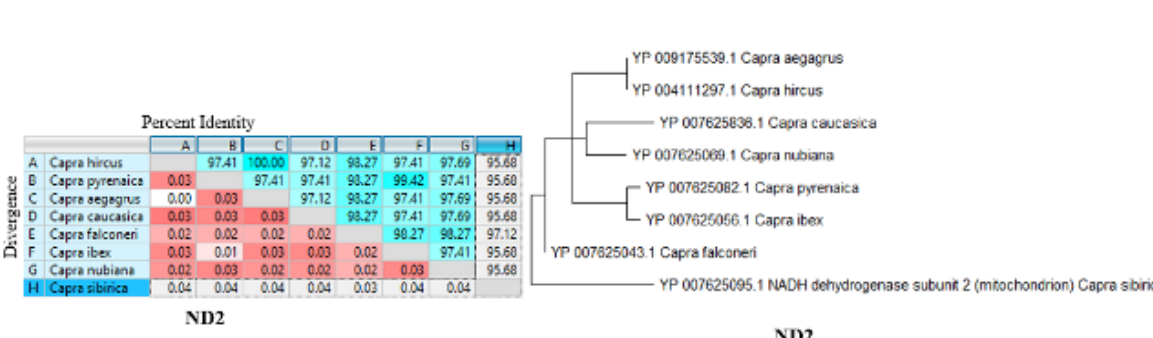 Percent Identity
A B C D E F G H
A Capra hircus 97.41 100.00 97.12 98.27 97.41 97.69 95.68
B Capra pyrenaica 0.03 97.41 97.41 98.27 99.42 97.41 95.68
C Capra aegagrus 0.00 0.03 97.12 98.27 97.41 97.69 95.68
D Capra caucasica 0.03 0.03 0.03 98.27 97.41 97.69 95.68
E Capra falconeri 0.02 0.02 0.02 0.02 98.27 98.27 97.12
F Capra ibex 0.03 0.01 0.03 0.03 0.02 97.41 95.68
G Capra nubiana 0.02 0.03 0.02 0.02 0.02 0.03 95.68
H Capra sibirica 0.04 0.04 0.04 0.04 0.03 0.04 0.04
Divergence
ND2
YP 009175539.1 Capra aegagrus
YP 004111297.1 Capra hircus
YP 007625836.1 Capra caucasica
YP 007625069.1 Capra nubiana
YP 007625082.1 Capra pyrenaica
YP 007625056.1 Capra ibex
YP 007625043.1 Capra falconeri
YP 007625095.1 NADH dehydrogenase subunit 2 (mitochondrion) Capra sibiric
ND2